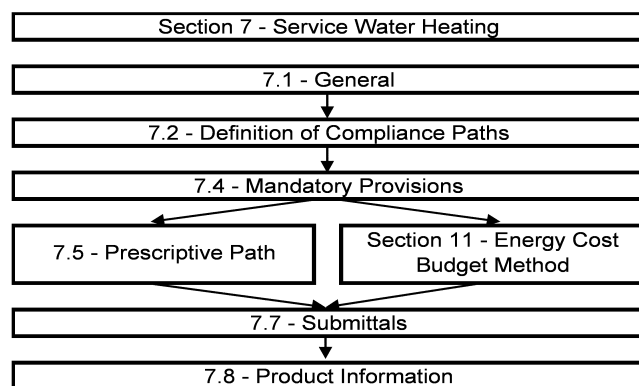 Section 7 - Service Water Heating
7.1 - General
7.2 - Definition of Compliance Paths
7.4 - Mandatory Provisions
7.5 - Prescriptive Path
Section 11 - Energy Cost
Budget Method
7.7 - Submittals
7.8 - Product Information